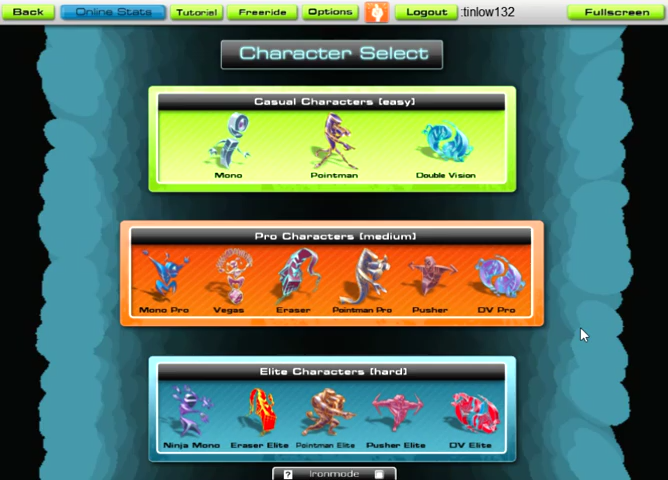 Back Online Stats Tutoriel Freeride Options Logout :tinlow132 Fullscreen
Character Select
Casual Characters (easy)
Mono Pointman Double Vision
Pro Characters (medium)
Mono Pro Vegas Eraser Pointman Pro Pusher DV Pro
Elite Characters (hard)
Ninja Mono Eraser Elite Pointman Elite Pusher Elite DV Elite
? Ironmode